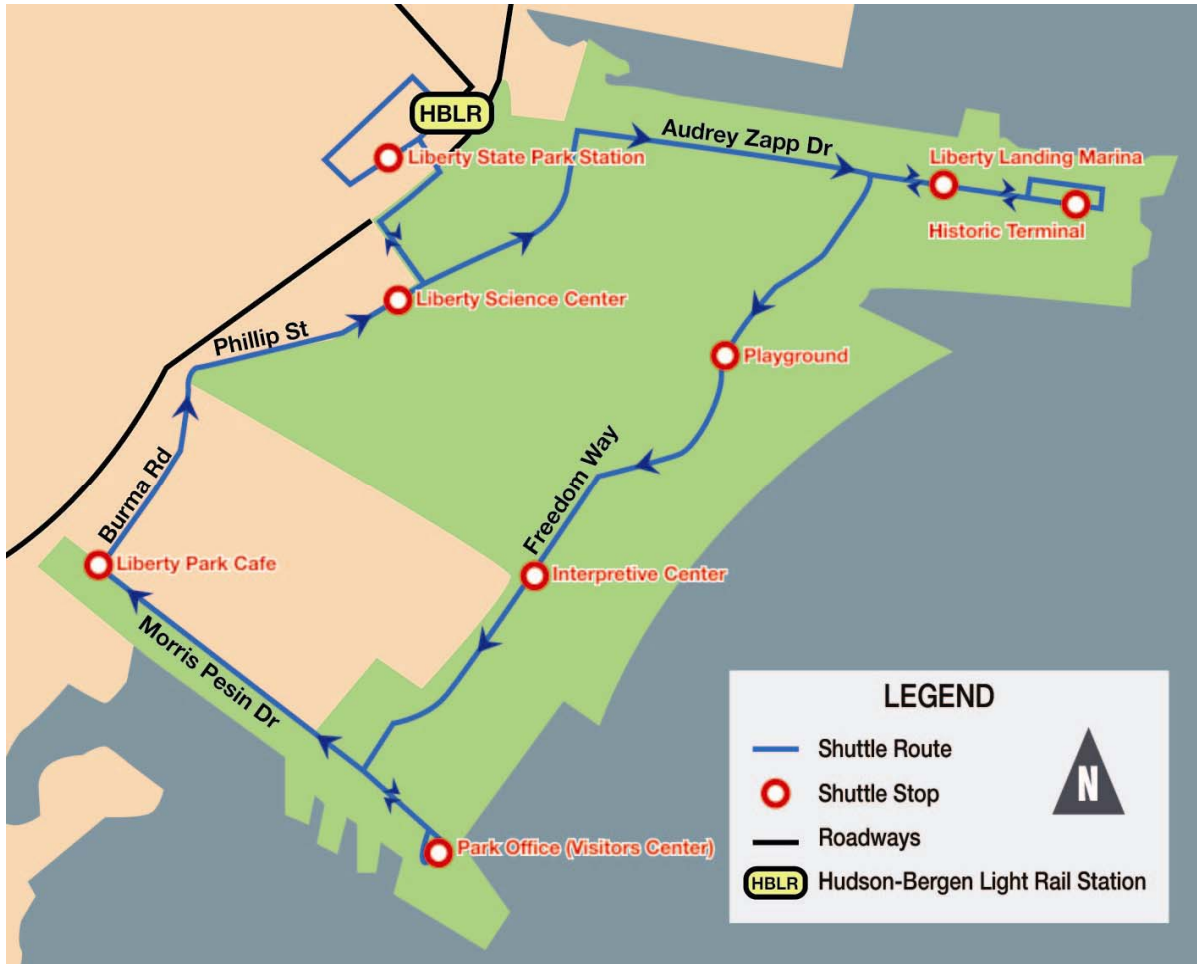 HBLR
Liberty State Park Station
Audrey Zapp Dr
Liberty Landing Marina
Historic Terminal
Liberty Science Center
Phillip St
Playground
Burma Rd
Freedom Way
Liberty Park Cafe
Interpretive Center
Morris Pesin Dr
Park Office (Visitors Center)
LEGEND
Shuttle Route
Shuttle Stop
Roadways
HBLR Hudson-Bergen Light Rail Station
N